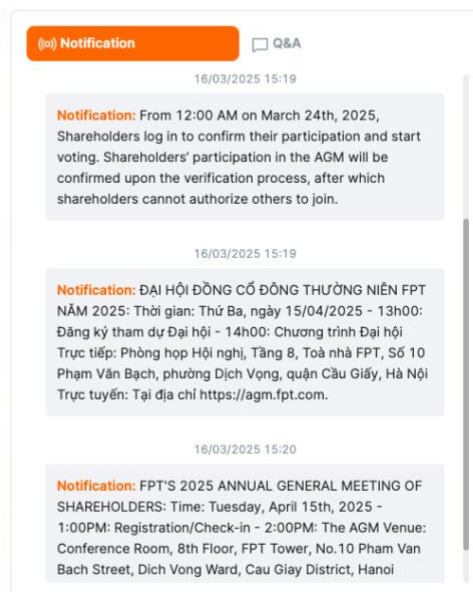 Notification
Q&A
16/03/2025 15:19
Notification: From 12:00 AM on March 24th, 2025,
Shareholders log in to confirm their participation and start
voting. Shareholders' participation in the AGM will be
confirmed upon the verification process, after which
shareholders cannot authorize others to join.
16/03/2025 15:19
Notification: ĐẠI HỘI ĐỒNG CỔ ĐÔNG THƯỜNG NIÊN FPT
NĂM 2025: Thời gian: Thứ Ba, ngày 15/04/2025 - 13h00:
Đăng ký tham dự Đại hội - 14h00: Chương trình Đại hội
Trực tiếp: Phòng họp Hội nghị, Tầng 8, Toà nhà FPT, Số 10
Phạm Văn Bạch, phường Dịch Vọng, quận Cầu Giấy, Hà Nội
Trực tuyến: Tại địa chỉ https://agm.fpt.com.
16/03/2025 15:20
Notification: FPT'S 2025 ANNUAL GENERAL MEETING OF
SHAREHOLDERS: Time: Tuesday, April 15th, 2025 -
1:00PM: Registration/Check-in - 2:00PM: The AGM Venue:
Conference Room, 8th Floor, FPT Tower, No.10 Pham Van
Bach Street, Dich Vong Ward, Cau Giay District, Hanoi